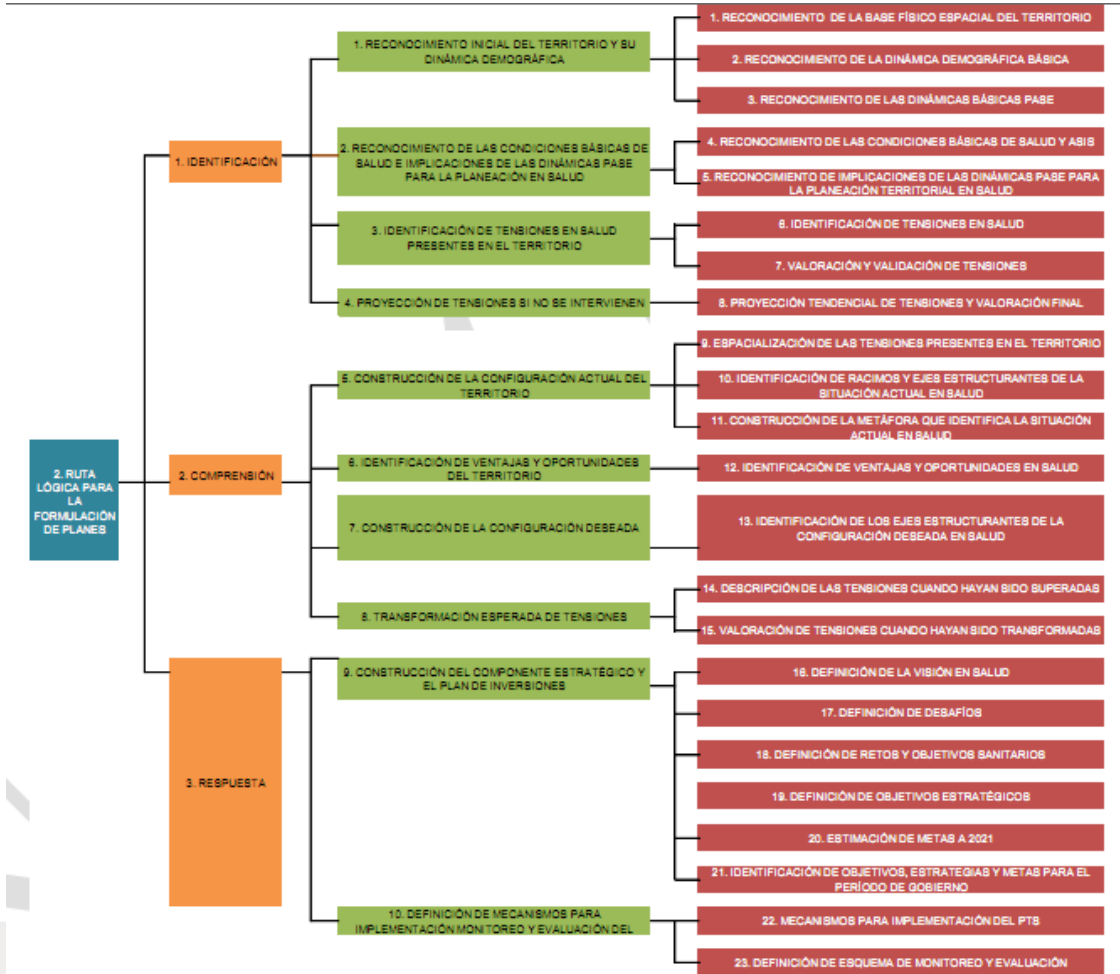 2. RUTA
LÓGICA PARA
LA
FORMULACIÓN
DE PLANES
1. IDENTIFICACIÓN
1. RECONOCIMIENTO INICIAL DEL TERRITORIO Y SU
DINÁMICA DEMOGRÁFICA
1. RECONOCIMIENTO DE LA BASE FÍSICO ESPACIAL DEL TERRITORIO
2. RECONOCIMIENTO DE LA DINÁMICA DEMOGRÁFICA BÁSICA
3. RECONOCIMIENTO DE LAS DINÁMICAS BÁSICAS PASE
2. RECONOCIMIENTO DE LAS CONDICIONES BÁSICAS DE
SALUD E IMPLICACIONES DE LAS DINÁMICAS PASE
PARA LA PLANEACIÓN EN SALUD
4. RECONOCIMIENTO DE LAS CONDICIONES BÁSICAS DE SALUD Y ASIS
5. RECONOCIMIENTO DE IMPLICACIONES DE LAS DINÁMICAS PASE PARA
LA PLANEACIÓN TERRITORIAL EN SALUD
3. IDENTIFICACIÓN DE TENSIONES EN SALUD
PRESENTES EN EL TERRITORIO
6. IDENTIFICACIÓN DE TENSIONES EN SALUD
7. VALORACIÓN Y VALIDACIÓN DE TENSIONES
4. PROYECCIÓN DE TENSIONES SI NO SE INTERVIENEN
8. PROYECCIÓN TENDENCIAL DE TENSIONES Y VALORACIÓN FINAL
2. COMPRENSIÓN
5. CONSTRUCCIÓN DE LA CONFIGURACIÓN ACTUAL DEL
TERRITORIO
9. ESPACIALIZACIÓN DE LAS TENSIONES PRESENTES EN EL TERRITORIO
10. IDENTIFICACIÓN DE RACIMOS Y EJES ESTRUCTURANTES DE LA
SITUACIÓN ACTUAL EN SALUD
11. CONSTRUCCIÓN DE LA METÁFORA QUE IDENTIFICA LA SITUACIÓN
ACTUAL EN SALUD
6. IDENTIFICACIÓN DE VENTAJAS Y OPORTUNIDADES
DEL TERRITORIO
12. IDENTIFICACIÓN DE VENTAJAS Y OPORTUNIDADES EN SALUD
7. CONSTRUCCIÓN DE LA CONFIGURACIÓN DESEADA
13. IDENTIFICACIÓN DE LOS EJES ESTRUCTURANTES DE LA
CONFIGURACIÓN DESEADA EN SALUD
8. TRANSFORMACIÓN ESPERADA DE TENSIONES
14. DESCRIPCIÓN DE LAS TENSIONES CUANDO HAYAN SIDO SUPERADAS
15. VALORACIÓN DE TENSIONES CUANDO HAYAN SIDO TRANSFORMADAS
3. RESPUESTA
9. CONSTRUCCIÓN DEL COMPONENTE ESTRATÉGICO Y
EL PLAN DE INVERSIONES
16. DEFINICIÓN DE LA VISIÓN EN SALUD
17. DEFINICIÓN DE DESAFÍOS
18. DEFINICIÓN DE RETOS Y OBJETIVOS SANITARIOS
19. DEFINICIÓN DE OBJETIVOS ESTRATÉGICOS
20. ESTIMACIÓN DE METAS A 2021
21. IDENTIFICACIÓN DE OBJETIVOS, ESTRATEGIAS Y METAS PARA EL
PERÍODO DE GOBIERNO
10. DEFINICIÓN DE MECANISMOS PARA
IMPLEMENTACIÓN MONITOREO Y EVALUACIÓN DEL
22. MECANISMOS PARA IMPLEMENTACIÓN DEL PTS
23. DEFINICIÓN DE ESQUEMA DE MONITOREO Y EVALUACIÓN